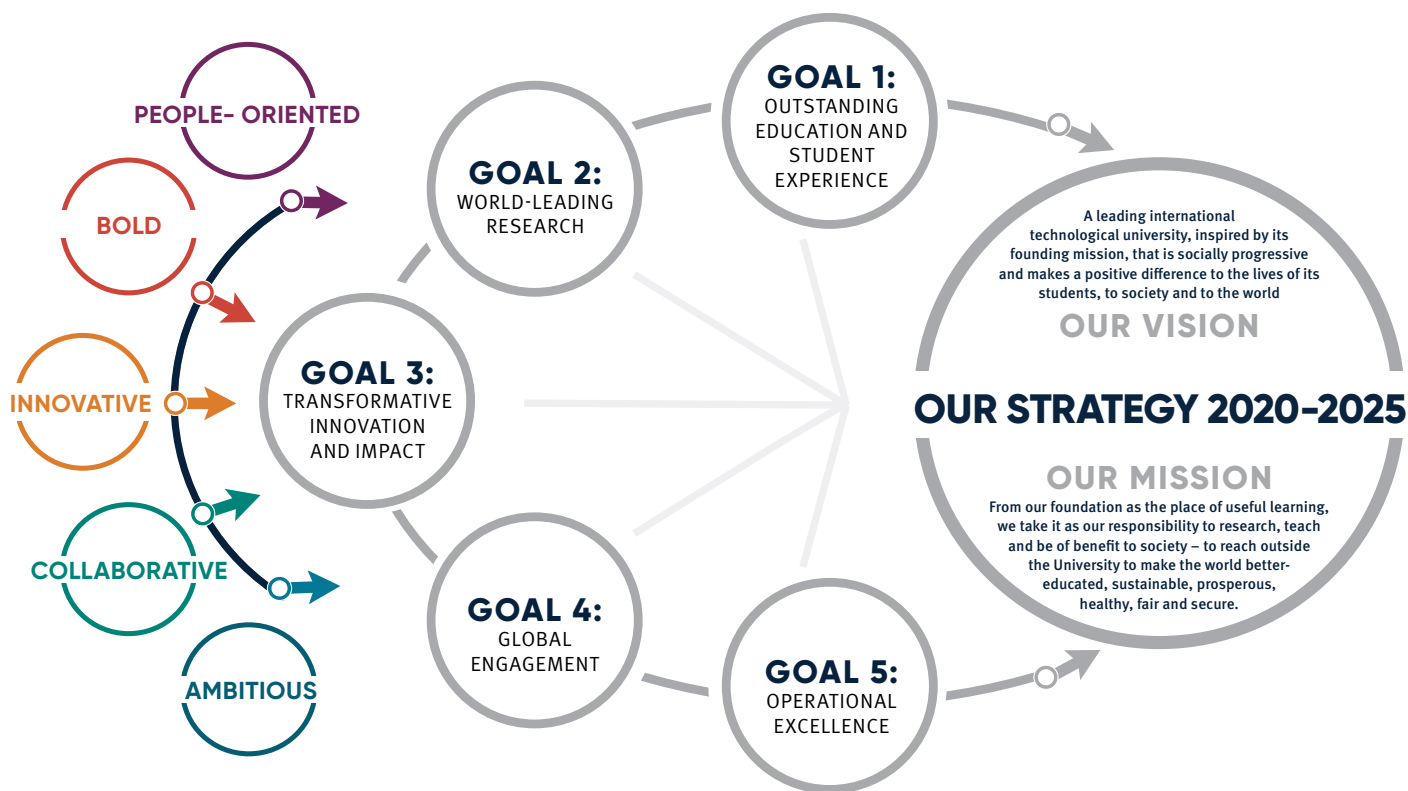 PEOPLE- ORIENTED
BOLD
INNOVATIVE
COLLABORATIVE
AMBITIOUS
GOAL 1:
OUTSTANDING
EDUCATION AND
STUDENT
EXPERIENCE
GOAL 2:
WORLD-LEADING
RESEARCH
GOAL 3:
TRANSFORMATIVE
INNOVATION
AND IMPACT
GOAL 4:
GLOBAL
ENGAGEMENT
GOAL 5:
OPERATIONAL
EXCELLENCE
A leading international
technological university, inspired by its
founding mission, that is socially progressive
and makes a positive difference to the lives of its
students, to society and to the world
OUR VISION
OUR STRATEGY 2020-2025
OUR MISSION
From our foundation as the place of useful learning,
we take it as our responsibility to research, teach
and be of benefit to society – to reach outside
the University to make the world better-
educated, sustainable, prosperous,
healthy, fair and secure.